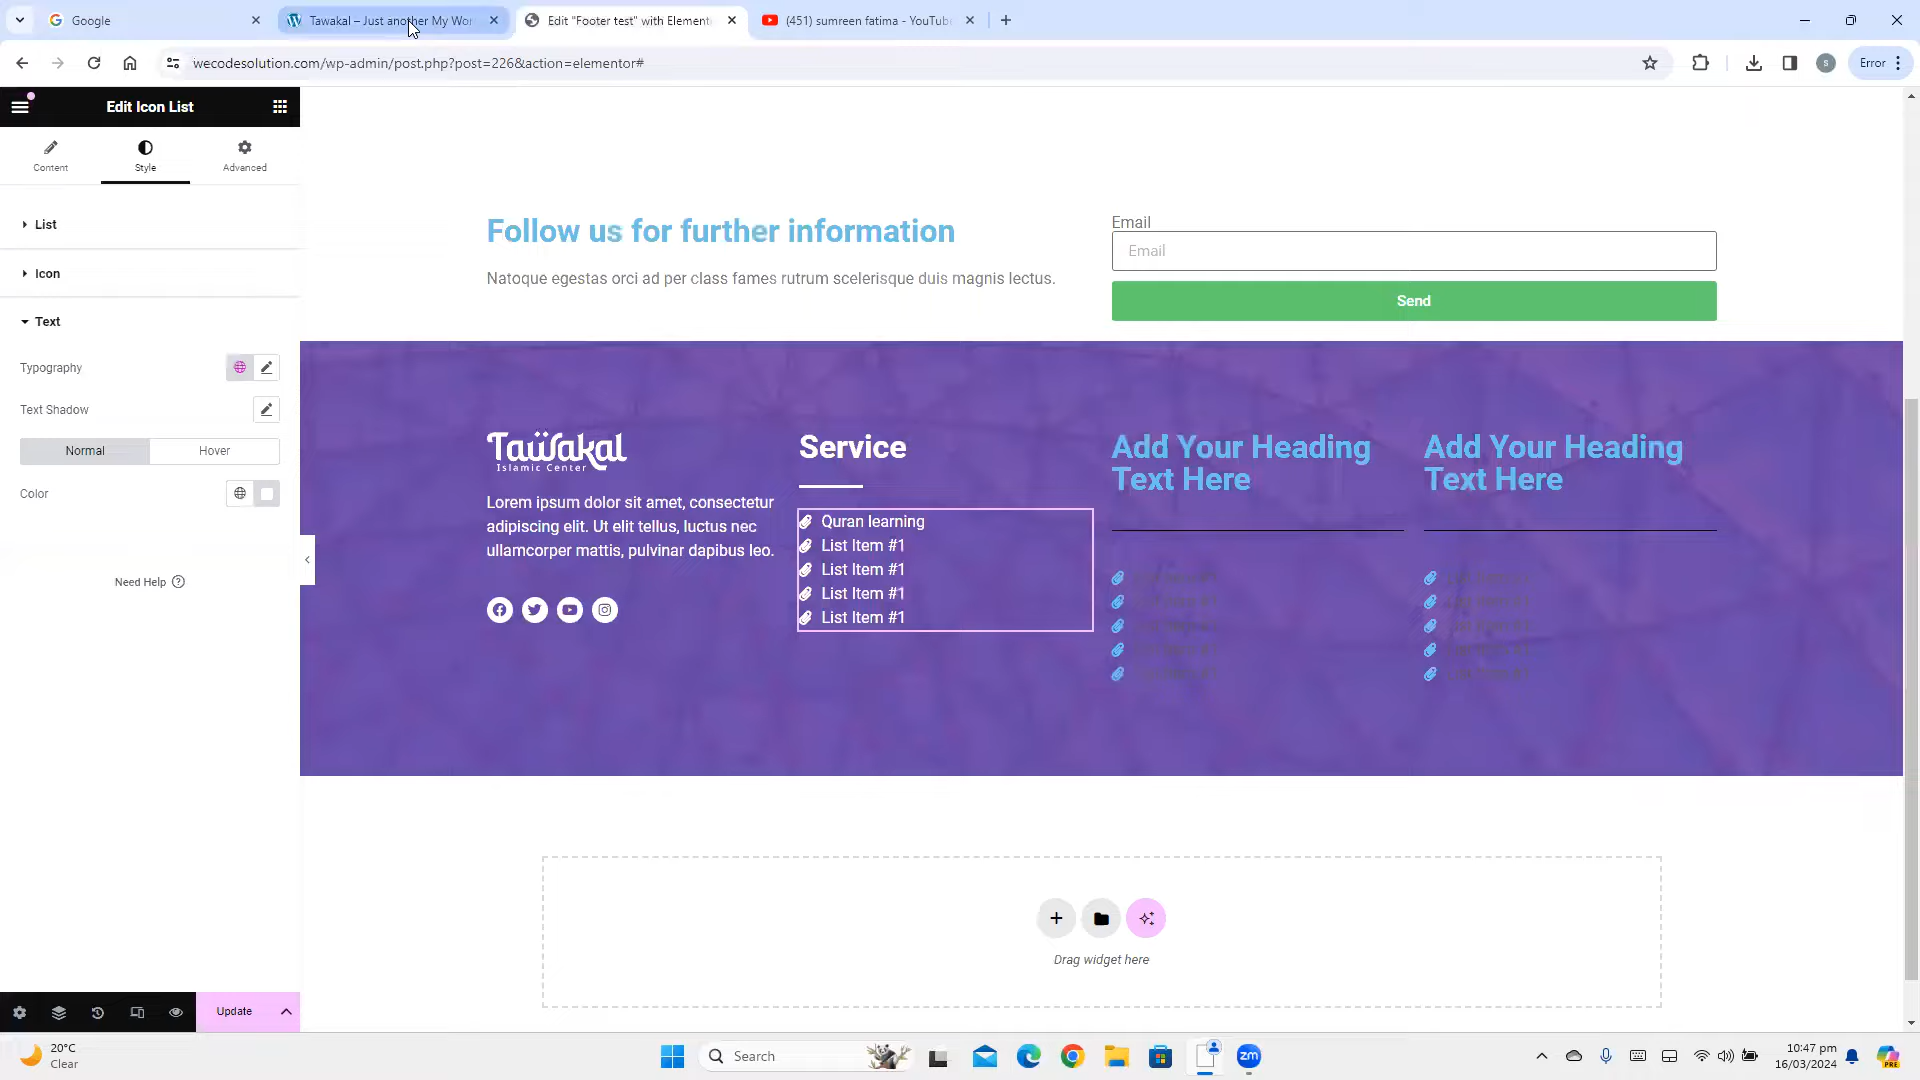 Google
Tawakal – Just another My Wor
Edit "Footer test" with Element
(451) sumreen fatima - YouTube
wecodesolution.com/wp-admin/post.php?post=226&action=elementor#
S
Error
Edit Icon List
Content
Style
Advanced
List
Icon
Text
Typography
Text Shadow
Normal
Hover
Color
Need Help
Update
Follow us for further information
Natoque egestas orci ad per class fames rutrum scelerisque duis magnis lectus.
Email
Email
Send
Tawakal
Islamic Center
Lorem ipsum dolor sit amet, consectetur
adipiscing elit. Ut elit tellus, luctus nec
ullamcorper mattis, pulvinar dapibus leo.
Service
Quran learning
List Item #1
List Item #1
List Item #1
List Item #1
Add Your Heading
Text Here
Add Your Heading
Text Here
Drag widget here
20°C
Clear
Search
zm
10:47 pm
16/03/2024
PRE